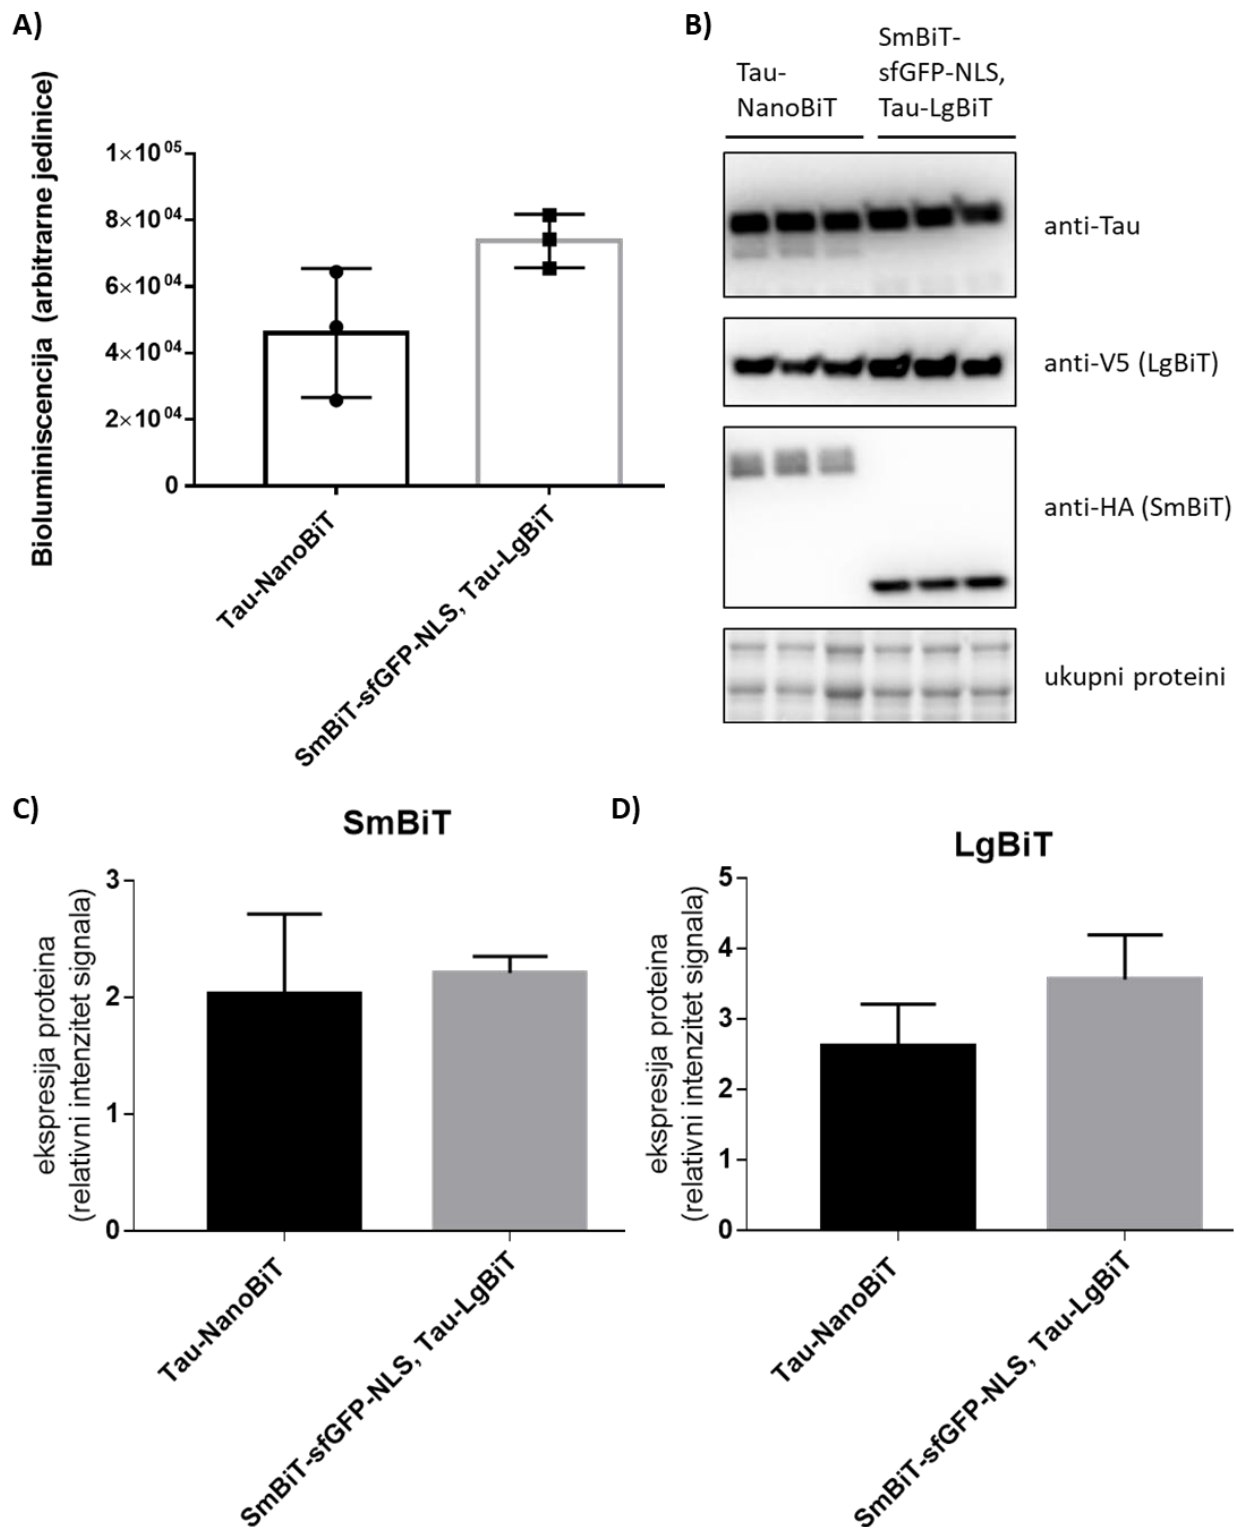 A)
Bioluminiscencija (arbitrarne jedinice)
1×10⁰⁵
8×10⁰⁴
6×10⁰⁴
4×10⁰⁴
2×10⁰⁴
0
Tau-NanoBiT
SmBiT-sfGFP-NLS, Tau-LgBiT
B)
Tau-
NanoBiT
SmBiT-
sfGFP-NLS,
Tau-LgBiT
anti-Tau
anti-V5 (LgBiT)
anti-HA (SmBiT)
ukupni proteini
C)
SmBiT
ekspresija proteina
(relativni intenzitet signala)
3
2
1
0
Tau-NanoBiT
SmBiT-sfGFP-NLS, Tau-LgBiT
D)
LgBiT
ekspresija proteina
(relativni intenzitet signala)
5
4
3
2
1
0
Tau-NanoBiT
SmBiT-sfGFP-NLS, Tau-LgBiT